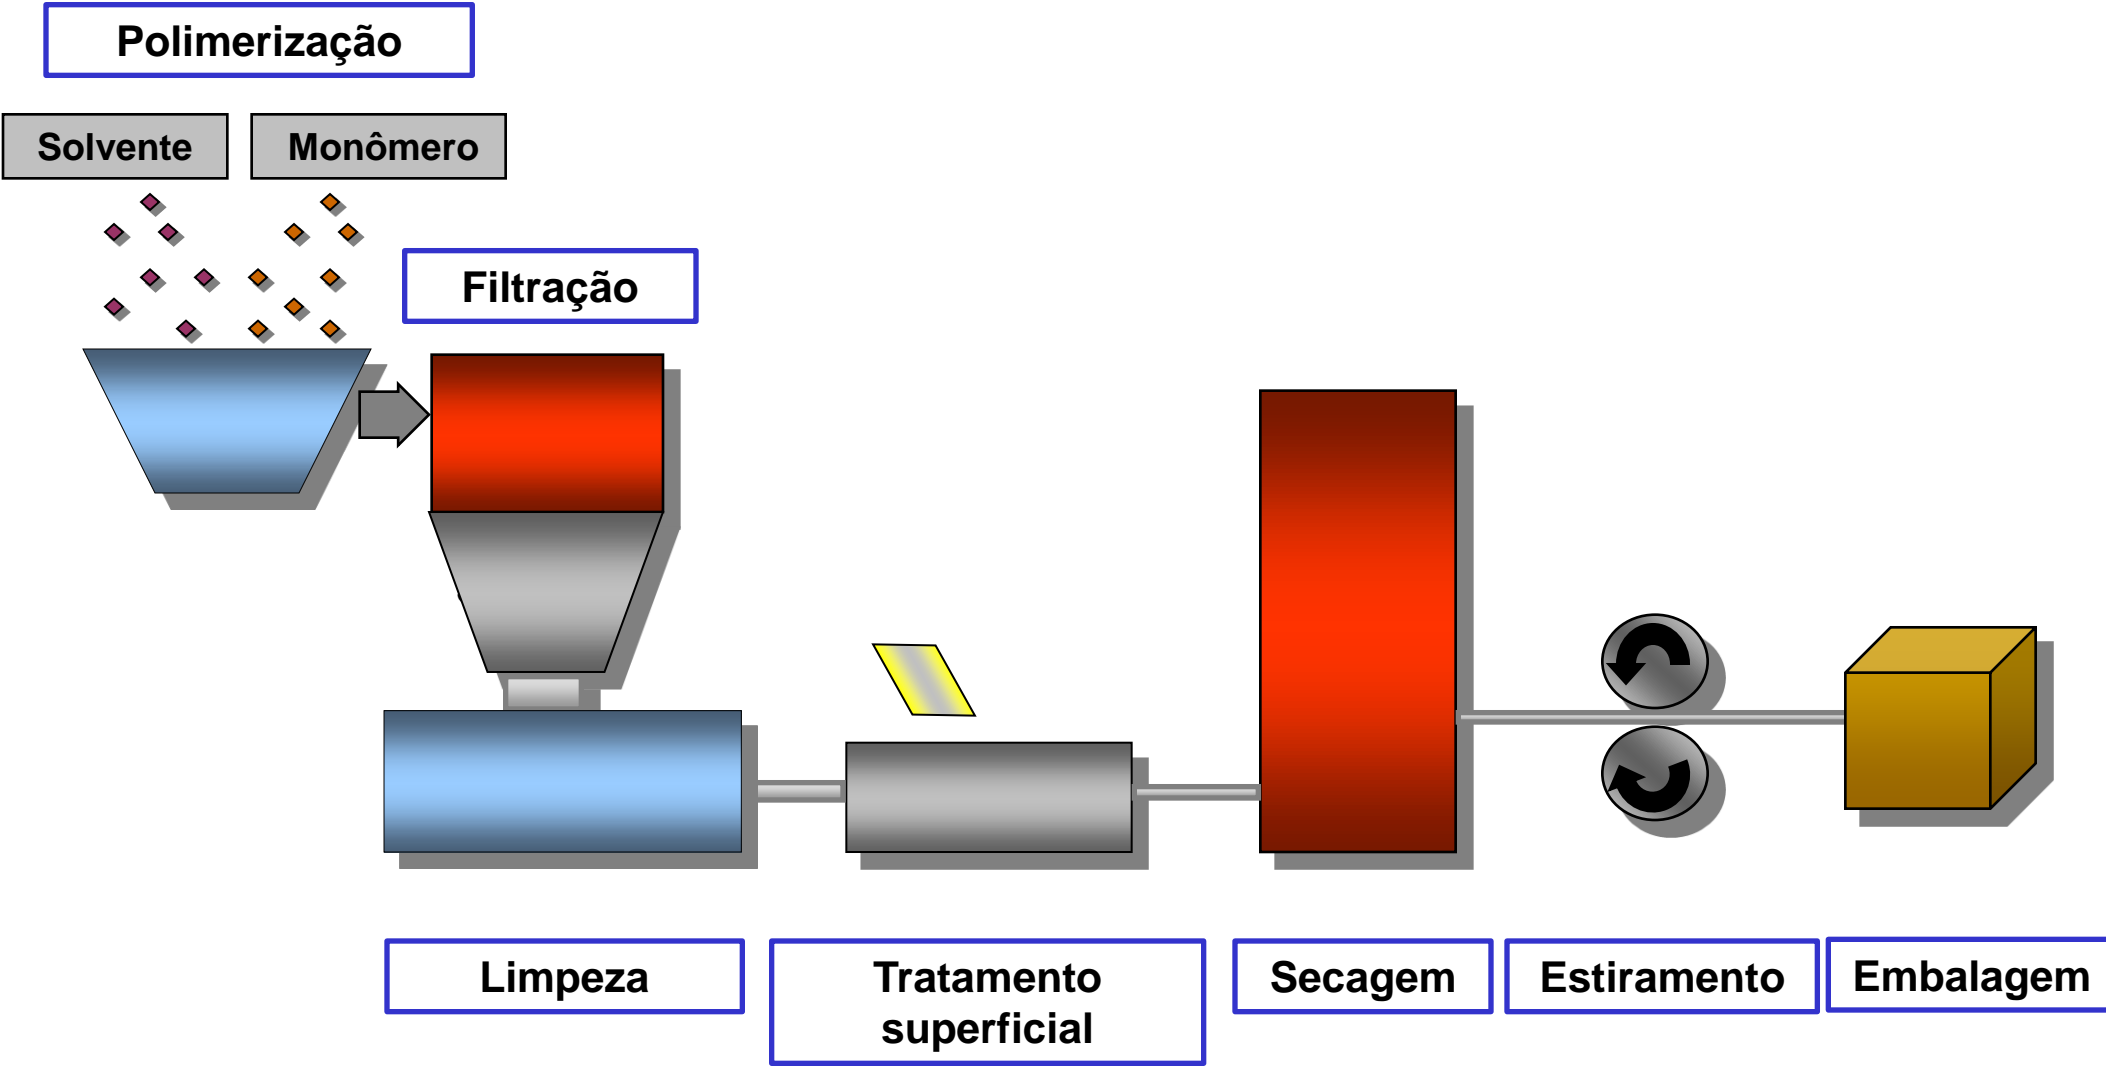 Polimerização
Solvente
Monômero
Filtração
Limpeza
Tratamento
superficial
Secagem
Estiramento
Embalagem